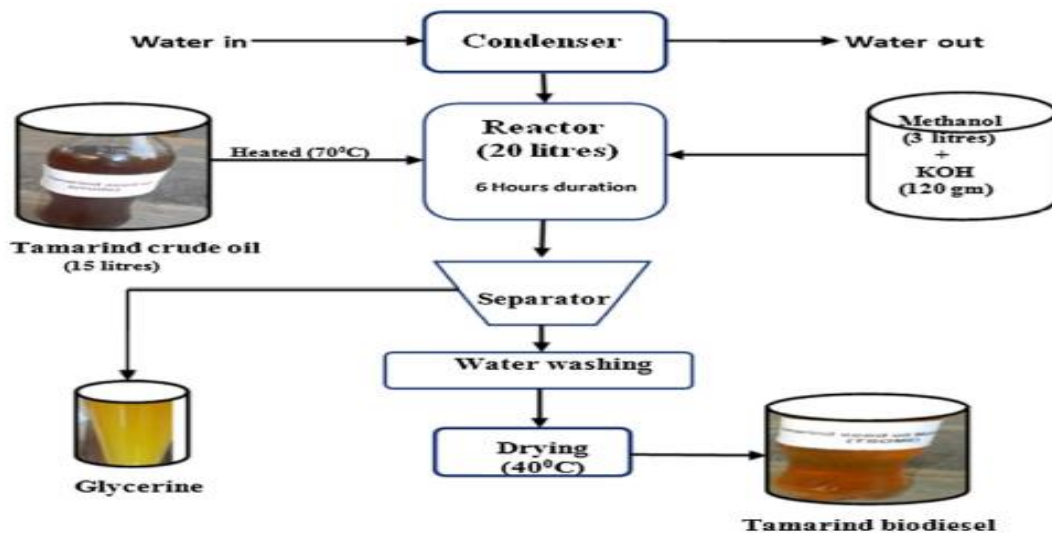 Water in
Condenser
Water out
Heated (70⁰C)
Reactor
(20 litres)
6 Hours duration
Methanol
(3 litres)
+
KOH
(120 gm)
Tamarind crude oil
(15 litres)
Separator
Water washing
Drying
(40⁰C)
Glycerine
(TSOME)
Tamarind biodiesel